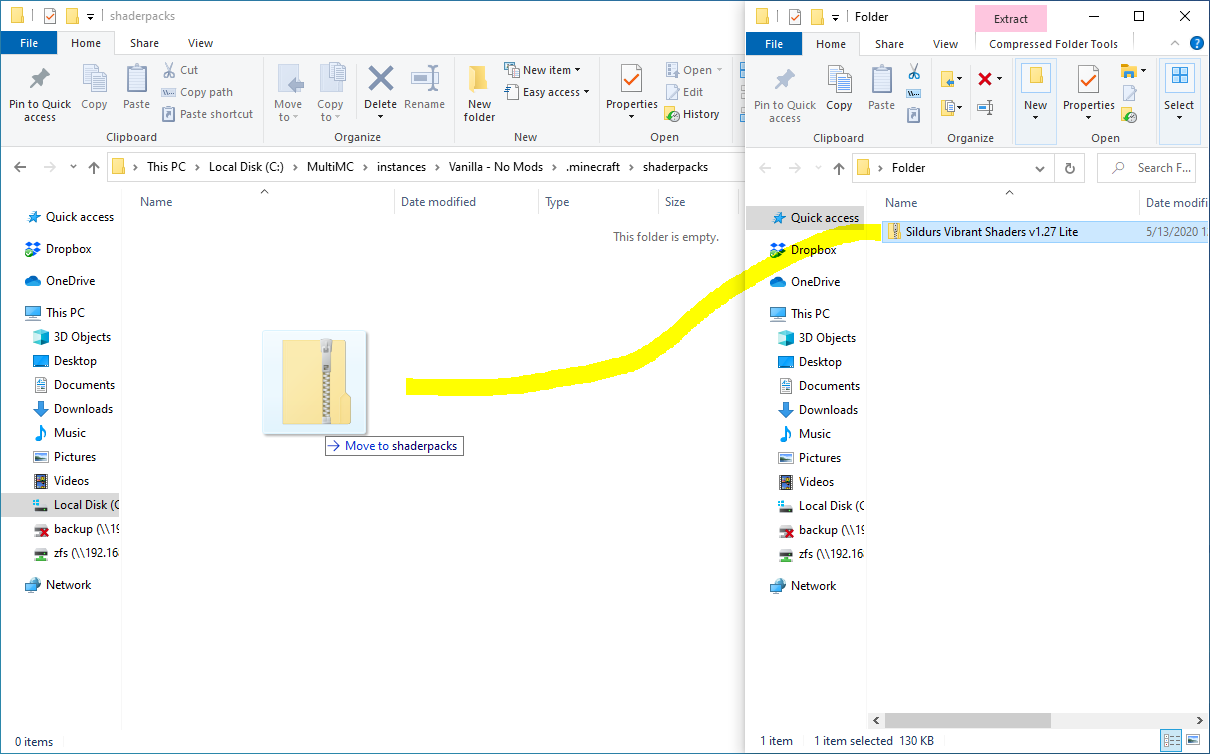 shaderpacks
File Home Share View
Pin to Quick access
Copy
Paste
Cut
Copy path
Paste shortcut
Clipboard
Move to
Copy to
Delete
Rename
Organize
New folder
New item
Easy access
New
Properties
Open
Edit
History
Open
This PC > Local Disk (C:) > MultiMC > instances > Vanilla - No Mods > .minecraft > shaderpacks
Name Date modified Type Size
This folder is empty.
Quick access
Dropbox
OneDrive
This PC
3D Objects
Desktop
Documents
Downloads
Music
Pictures
Videos
Local Disk (C
backup (\\19
zfs (\\192.16
Network
Move to shaderpacks
0 items
Folder
Extract
File Home Share View Compressed Folder Tools
?
Pin to Quick access
Copy
Paste
Clipboard
Organize
New
Properties
Open
Select
Folder
Search F...
Name Date modifi
Sildurs Vibrant Shaders v1.27 Lite 5/13/2020 1
Quick access
Dropbox
OneDrive
This PC
3D Objects
Desktop
Documents
Downloads
Music
Pictures
Videos
Local Disk (C
backup (\\19
zfs (\\192.16
Network
1 item 1 item selected 130 KB